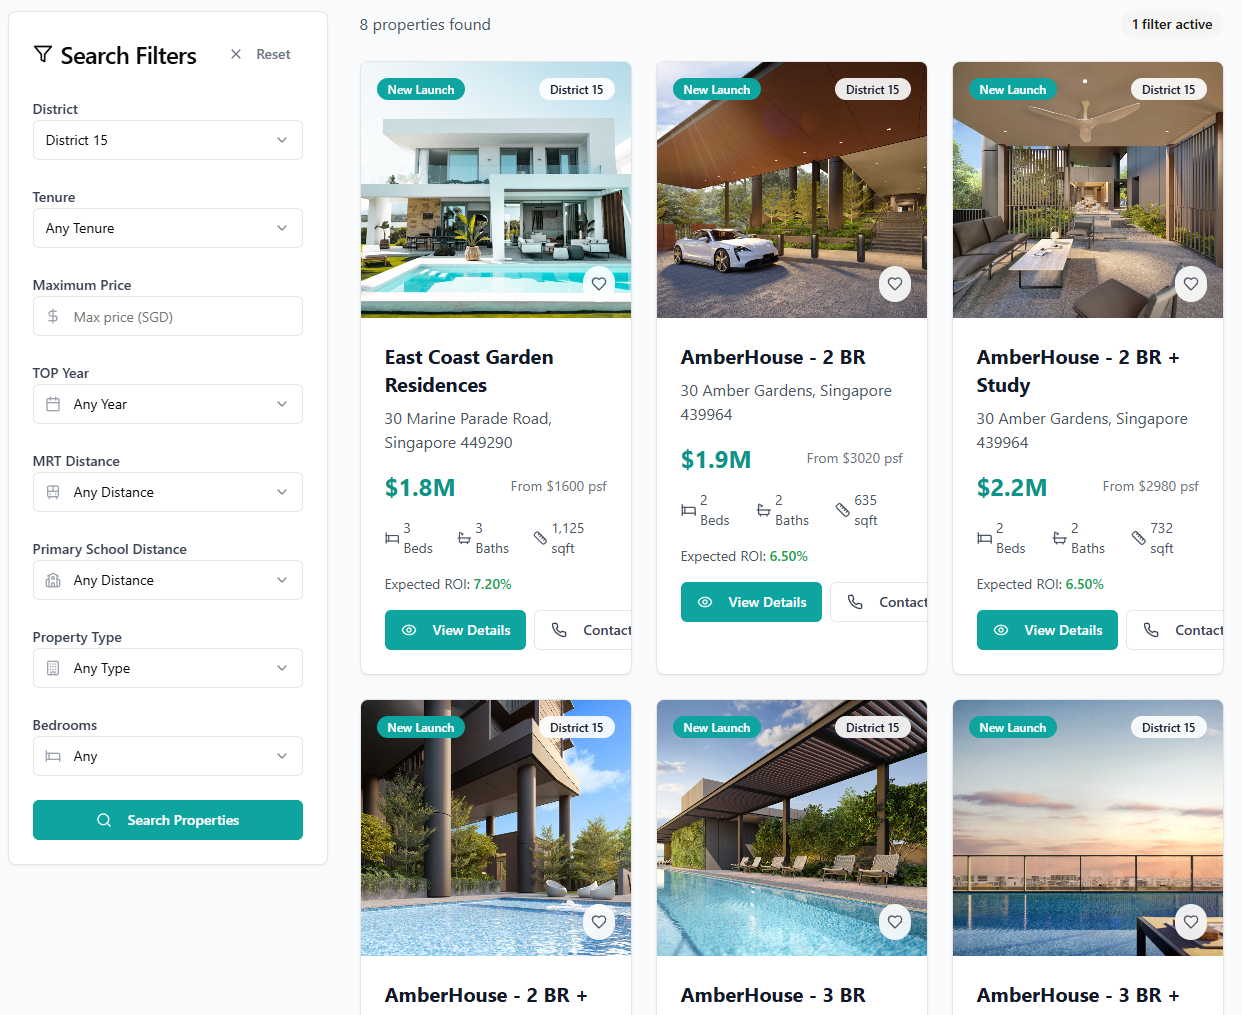 Search Filters
Reset
District
District 15
Tenure
Any Tenure
Maximum Price
$ Max price (SGD)
TOP Year
Any Year
MRT Distance
Any Distance
Primary School Distance
Any Distance
Property Type
Any Type
Bedrooms
Any
Search Properties
8 properties found
1 filter active
New Launch
District 15
East Coast Garden
Residences
30 Marine Parade Road,
Singapore 449290
$1.8M
From $1600 psf
3
Beds
3
Baths
1,125
sqft
Expected ROI: 7.20%
View Details
Contact
New Launch
District 15
AmberHouse - 2 BR
30 Amber Gardens, Singapore
439964
$1.9M
From $3020 psf
2
Beds
2
Baths
635
sqft
Expected ROI: 6.50%
View Details
Contact
New Launch
District 15
AmberHouse - 2 BR +
Study
30 Amber Gardens, Singapore
439964
$2.2M
From $2980 psf
2
Beds
2
Baths
732
sqft
Expected ROI: 6.50%
View Details
Contact
New Launch
District 15
AmberHouse - 2 BR +
New Launch
District 15
AmberHouse - 3 BR
New Launch
District 15
AmberHouse - 3 BR +